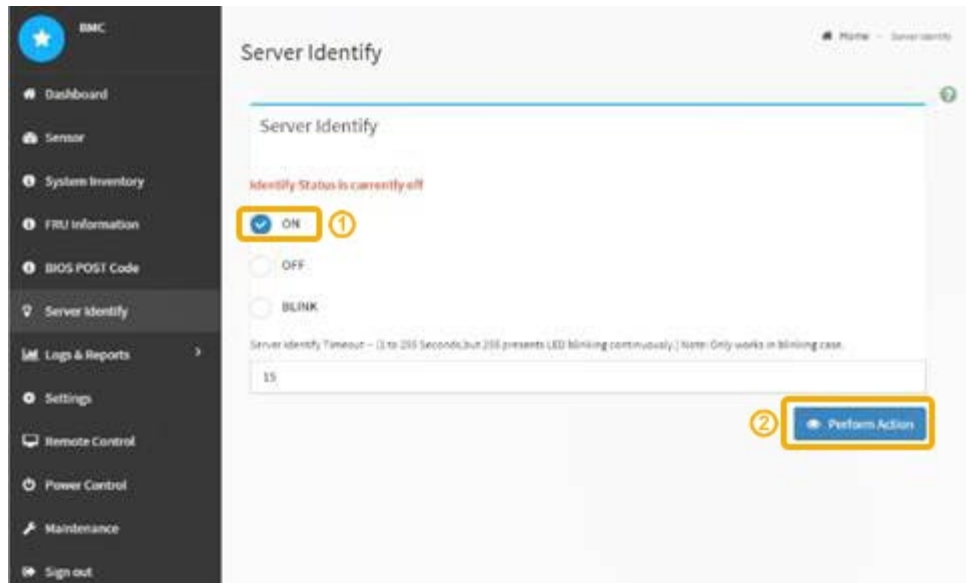 BMC
Dashboard
Sensor
System Inventory
FRU Information
BIOS POST Code
Server Identify
Logs & Reports
Settings
Remote Control
Power Control
Maintenance
Sign out
Server Identify
Home - Server Identify
Server Identify
Identify Status is currently off
ON
1
OFF
BLINK
Server Identify Timeout - (1 to 255 Seconds,but 255 presents LED blinking continuously.) Note: Only works in blinking case.
15
2
Perform Action